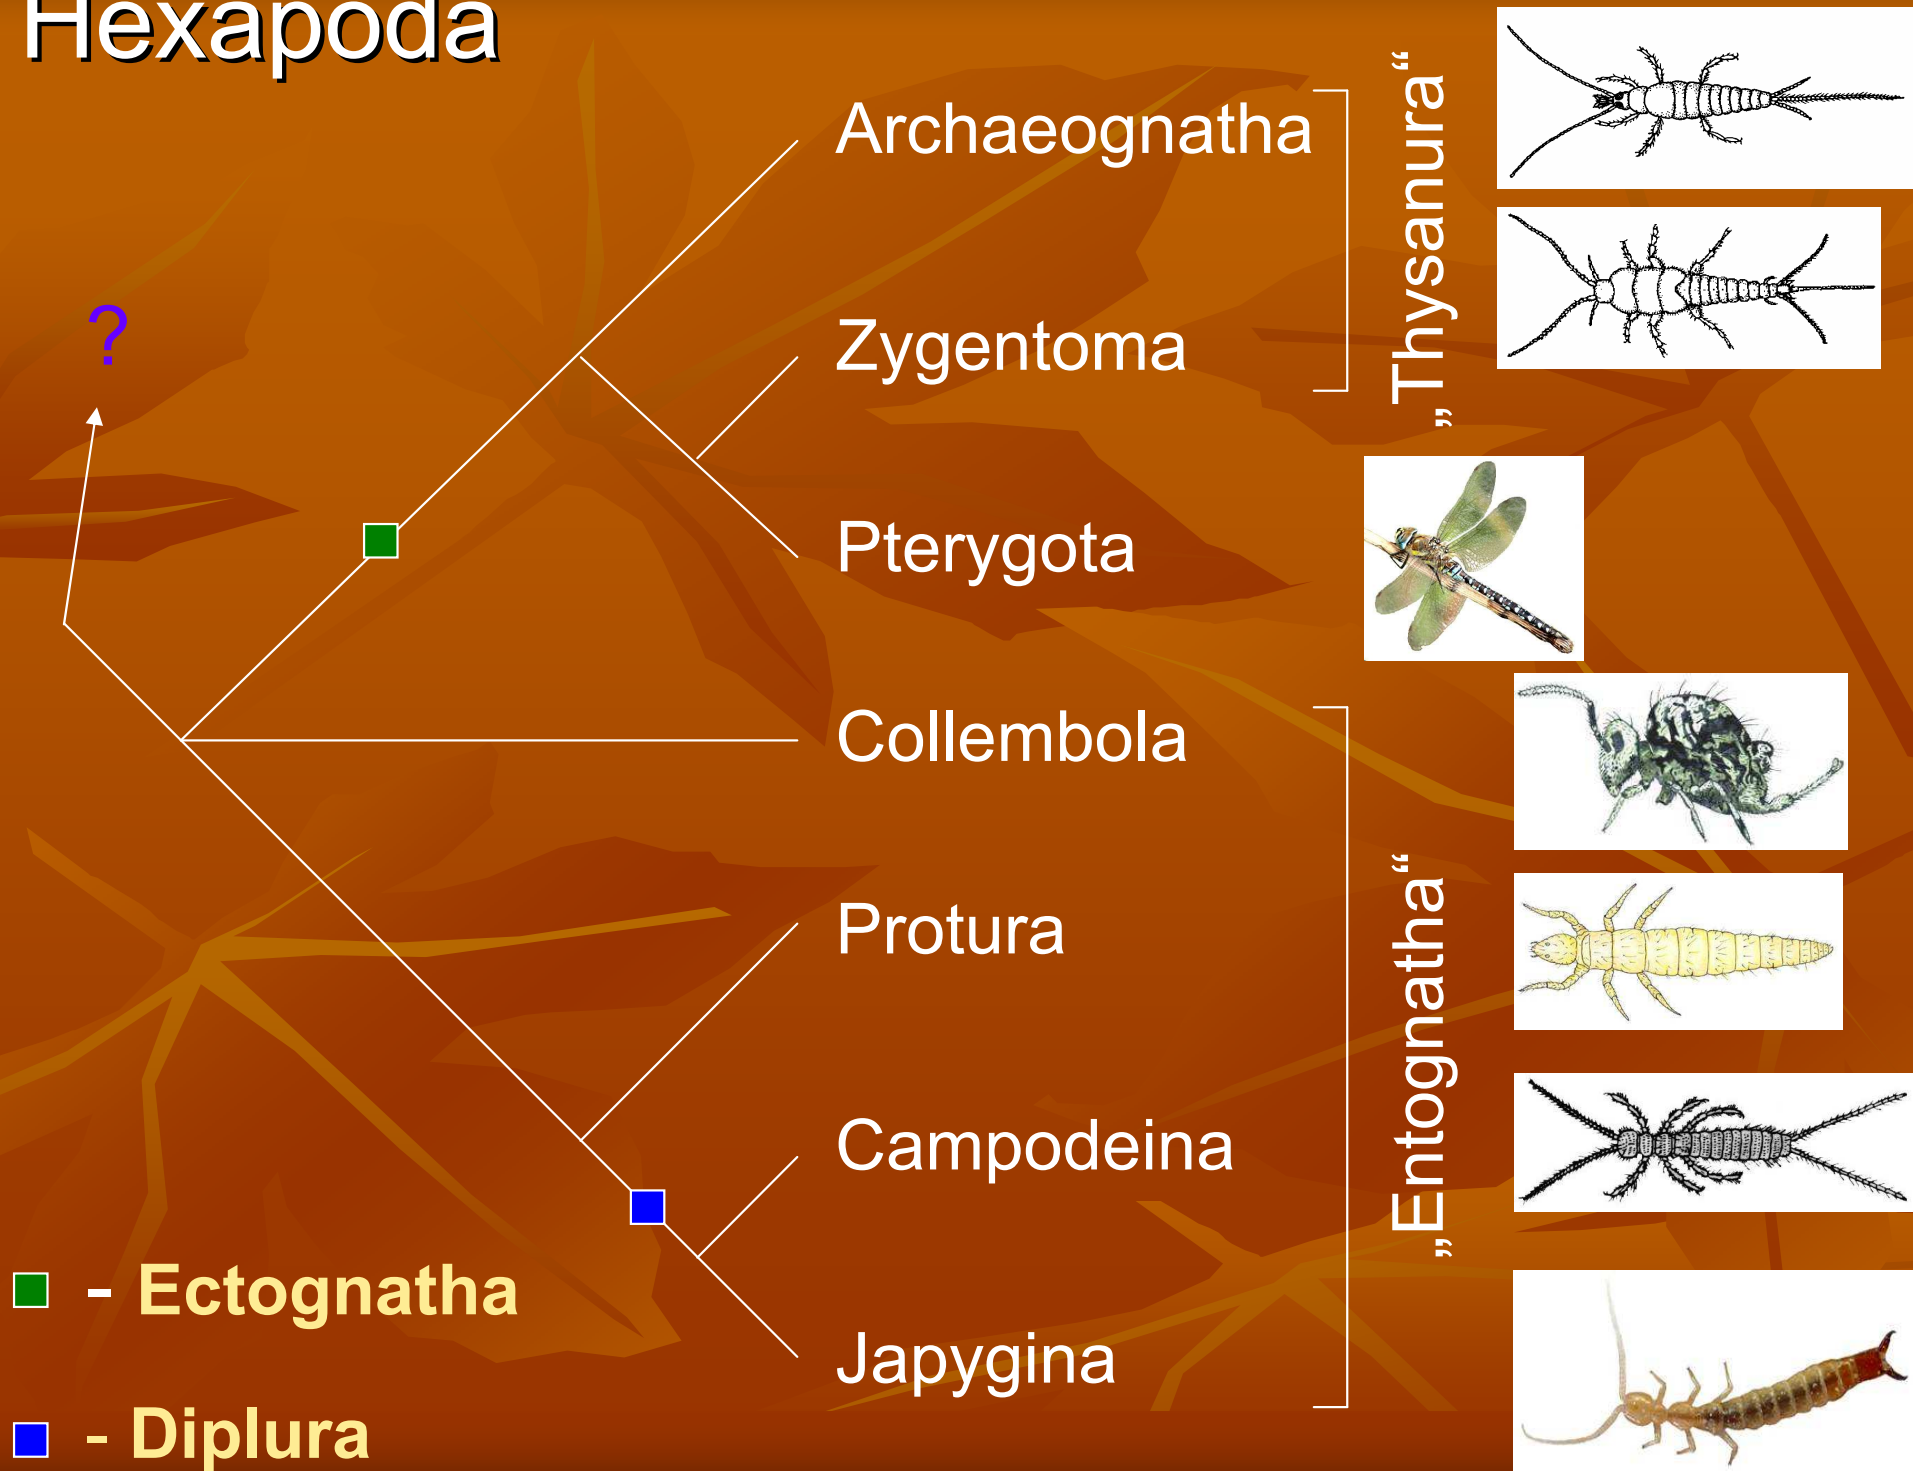 Hexapoda
Archaeognatha
Zygentoma
Pterygota
Collembola
Protura
Campodeina
Japygina
„Thysanura“
„Entognatha“
?
- Ectognatha
- Diplura